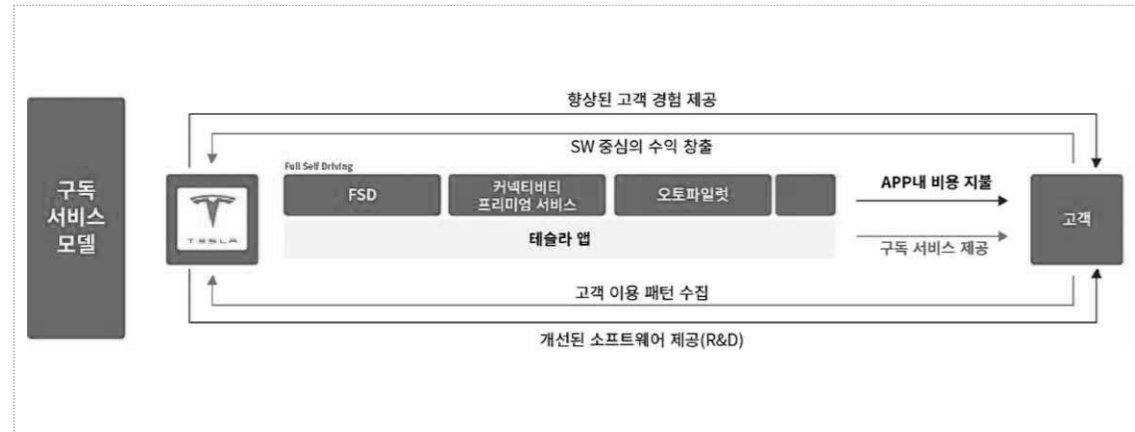 향상된 고객 경험 제공
SW 중심의 수익 창출
구독
서비스
모델
TESLA
Full Self Driving
FSD
커넥티비티
프리미엄 서비스
오토파일럿
테슬라 앱
APP내 비용 지불
구독 서비스 제공
고객
고객 이용 패턴 수집
개선된 소프트웨어 제공(R&D)